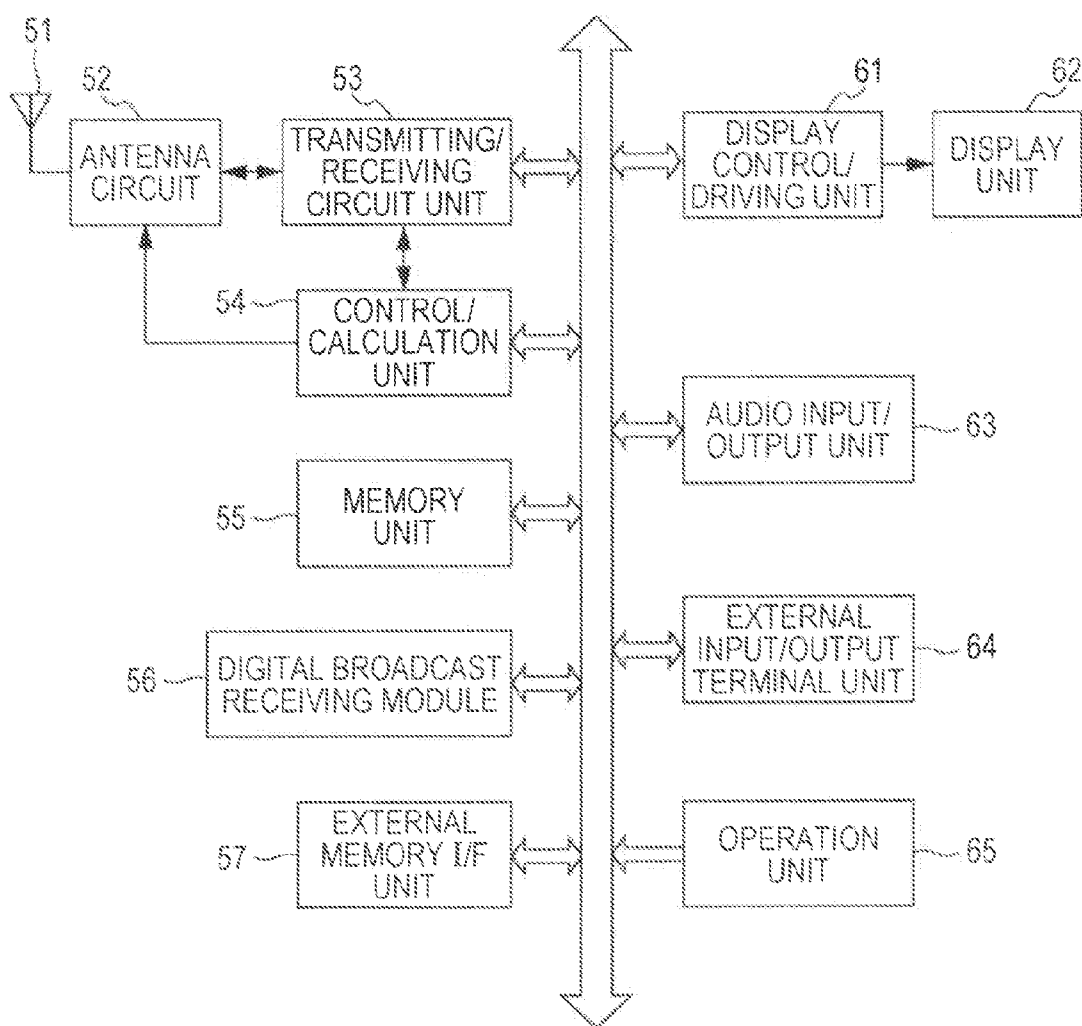 51
52
ANTENNA
CIRCUIT
53
TRANSMITTING/
RECEIVING
CIRCUIT UNIT
61
DISPLAY
CONTROL/
DRIVING UNIT
62
DISPLAY
UNIT
54
CONTROL/
CALCULATION
UNIT
AUDIO INPUT/
OUTPUT UNIT
63
55
MEMORY
UNIT
56
DIGITAL BROADCAST
RECEIVING MODULE
EXTERNAL
INPUT/OUTPUT
TERMINAL UNIT
64
57
EXTERNAL
MEMORY I/F
UNIT
OPERATION
UNIT
65